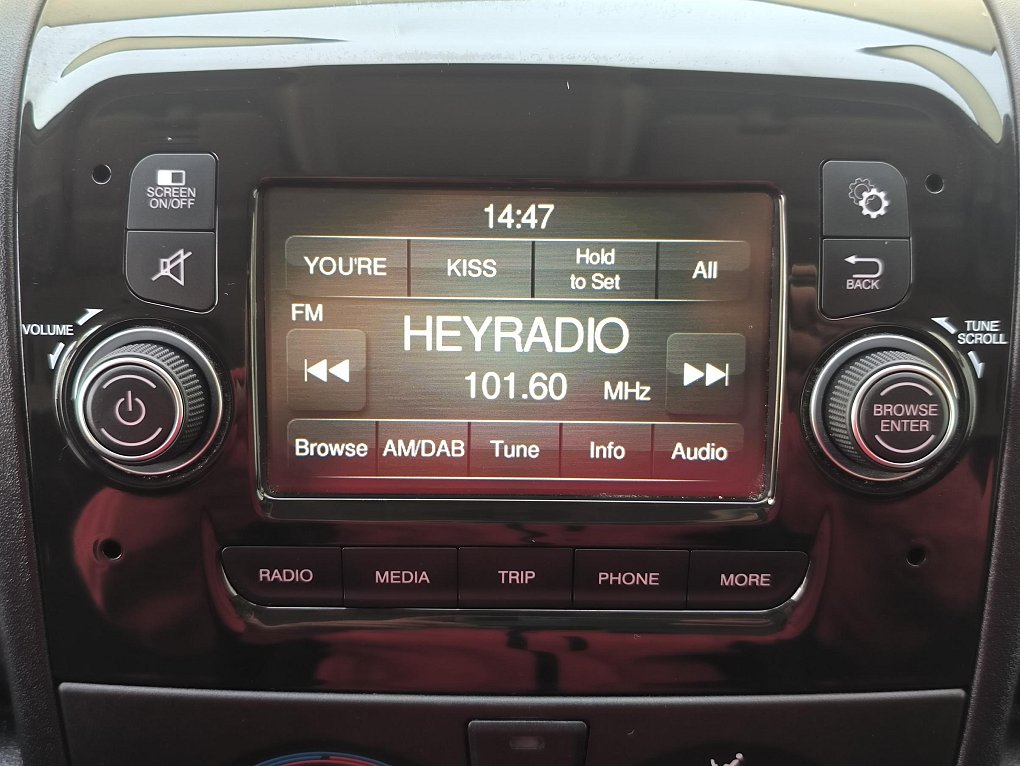 SCREEN
ON/OFF
14:47
YOU'RE
KISS
Hold
to Set
All
BACK
VOLUME
FM
HEYRADIO
TUNE
SCROLL
101.60 MHz
BROWSE
ENTER
Browse
AM/DAB
Tune
Info
Audio
RADIO
MEDIA
TRIP
PHONE
MORE